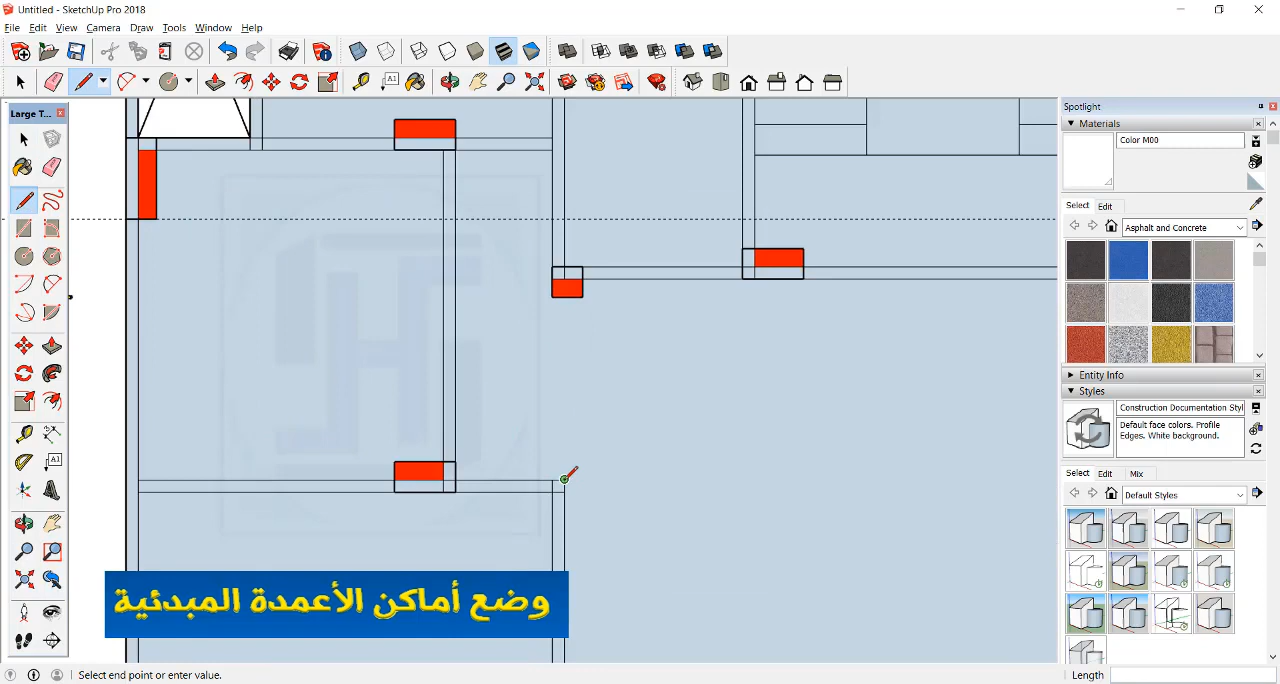 Untitled - SketchUp Pro 2018
File Edit View Camera Draw Tools Window Help
Large T...
Spotlight
Materials
Color M00
Select Edit
Asphalt and Concrete
Entity Info
Styles
Construction Documentation Styl
Default face colors. Profile
Edges. White background.
Select Edit Mix
Default Styles
وضع أماكن الأعمدة المبدئية
Select end point or enter value.
Length